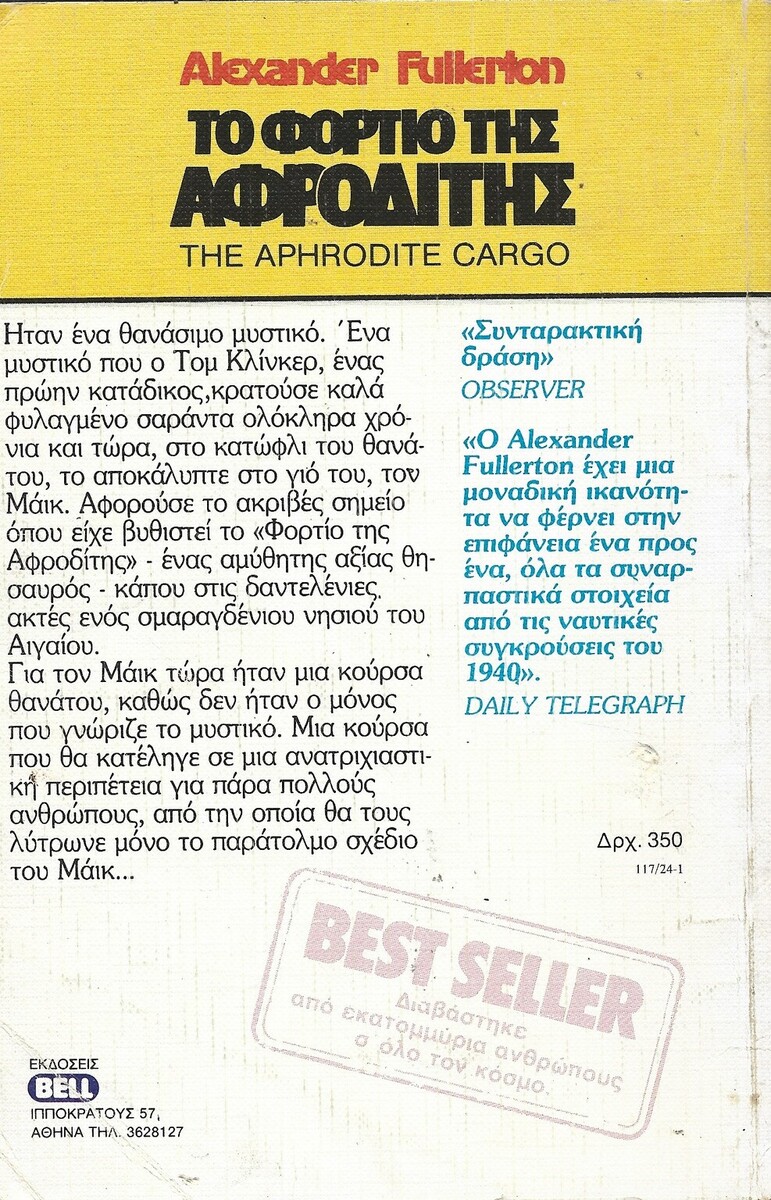 Alexander Fullerton
ΤΟ ΦΟΡΤΙΟ ΤΗΣ
ΑΦΡΟΔΙΤΗΣ
THE APHRODITE CARGO
Ηταν ένα θανάσιμο μυστικό. Ένα
μυστικό που ο Τομ Κλίνκερ, ένας
πρώην κατάδικος,κρατούσε καλά
φυλαγμένο σαράντα ολόκληρα χρό-
νια και τώρα, στο κατώφλι του θανά-
του, το αποκάλυπτε στο γιό του, τον
Μάικ. Αφορούσε το ακριβές σημείο
όπου είχε βυθιστεί το «Φορτίο της
Αφροδίτης» - ένας αμύθητης αξίας θη-
σαυρός - κάπου στις δαντελένιες
ακτές ενός σμαραγδένιου νησιού του
Αιγαίου.
Για τον Μάικ τώρα ήταν μια κούρσα
θανάτου, καθώς δεν ήταν ο μόνος
που γνώριζε το μυστικό. Μια κούρσα
που θα κατέληγε σε μια ανατριχιαστι-
κή περιπέτεια για πάρα πολλούς
ανθρώπους, από την οποία θα τους
λύτρωνε μόνο το παράτολμο σχέδιο
του Μάικ...
«Συνταρακτική
δράση»
OBSERVER
«Ο Alexander
Fullerton έχει μια
μοναδική ικανότη-
τα να φέρνει στην
επιφάνεια ένα προς
ένα, όλα τα συναρ-
παστικά στοιχεία
από τις ναυτικές
συγκρούσεις του
1940».
DAILY TELEGRAPH
Δρχ. 350
117/24-1
BEST SELLER
Διαβάστηκε
από εκατομμύρια ανθρώπους
σ όλο τον κόσμο.
ΕΚΔΟΣΕΙΣ
BELL
ΙΠΠΟΚΡΑΤΟΥΣ 57,
ΑΘΗΝΑ ΤΗΛ. 3628127